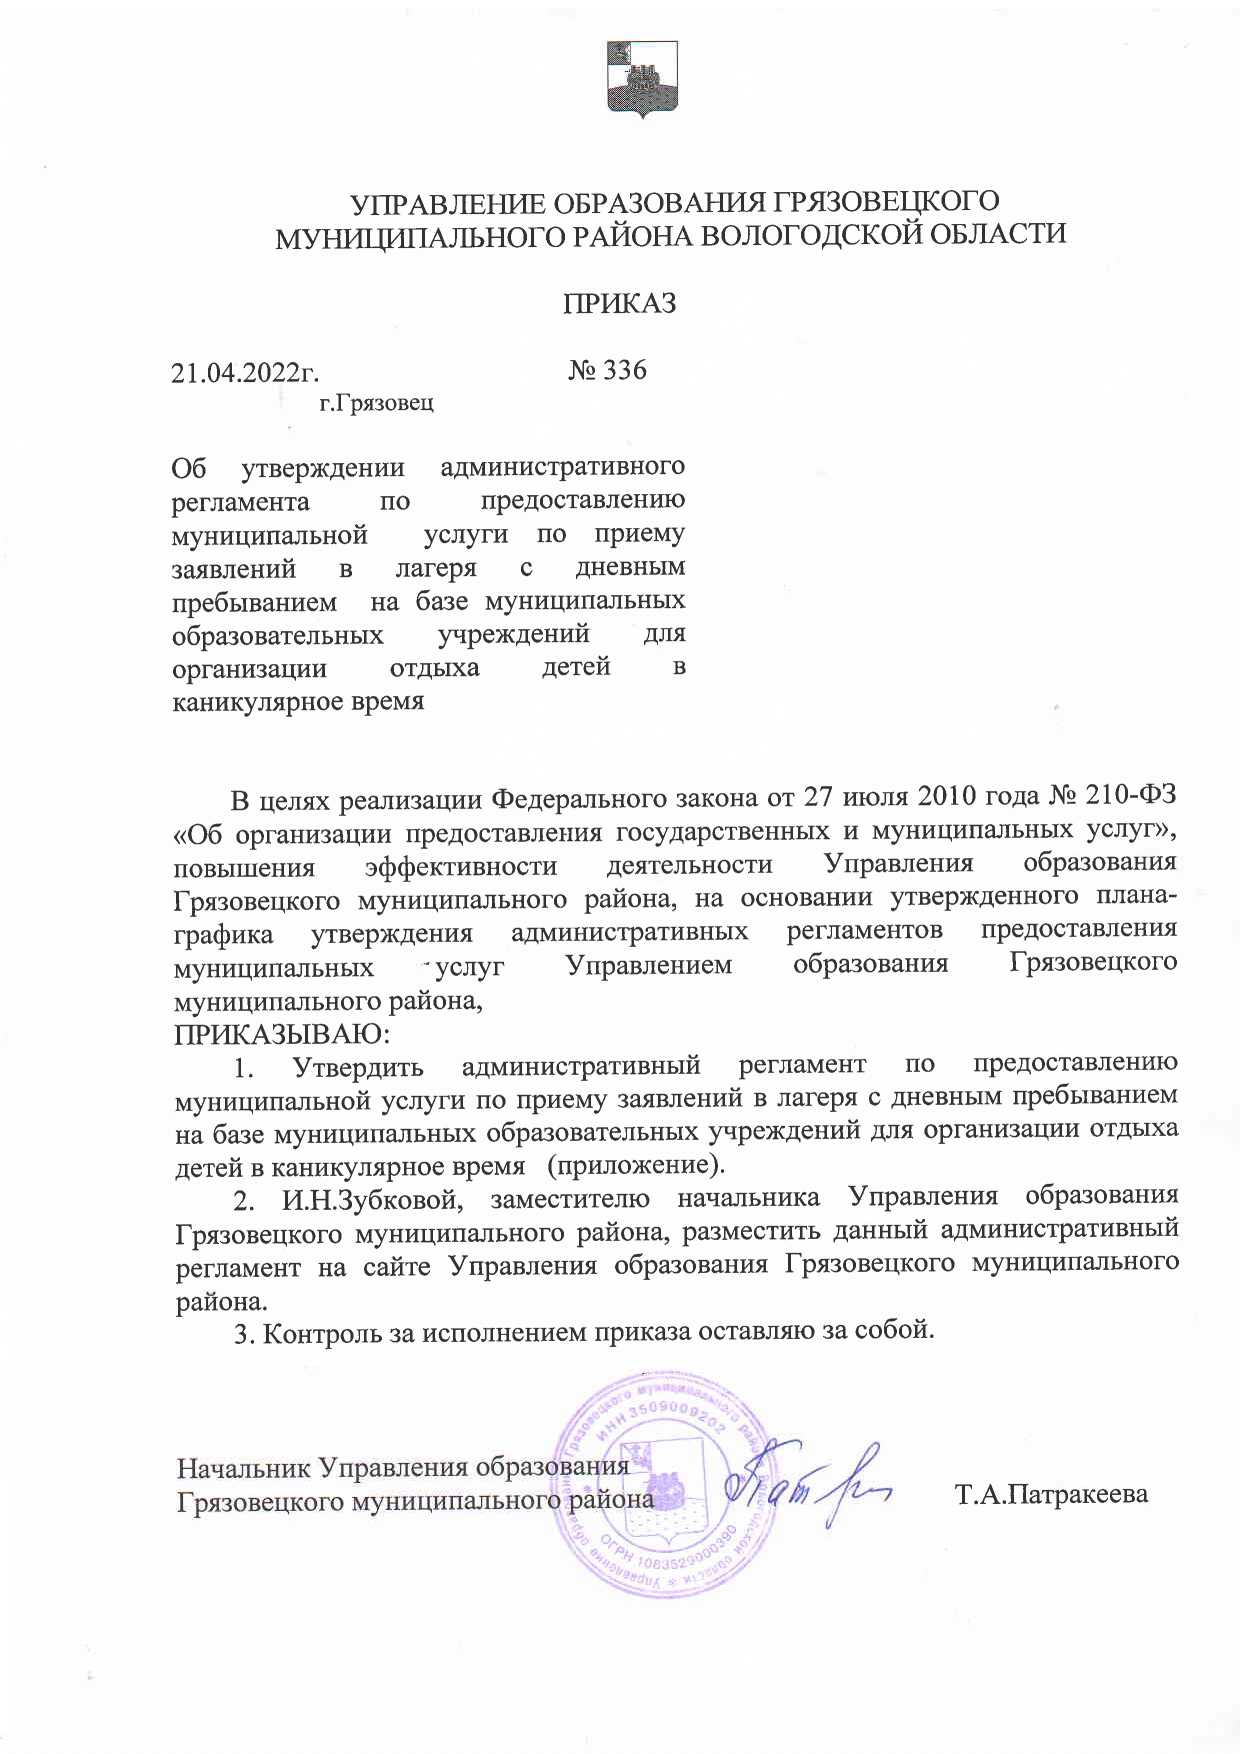 УПРАВЛЕНИЕ ОБРАЗОВАНИЯ ГРЯЗОВЕЦКОГО
МУНИЦИПАЛЬНОГО РАЙОНА ВОЛОГОДСКОЙ ОБЛАСТИ
ПРИКАЗ
21.04.2022г. № 336
г.Грязовец
Об утверждении административного
регламента по предоставлению
муниципальной услуги по приему
заявлений в лагеря с дневным
пребыванием на базе муниципальных
образовательных учреждений для
организации отдыха детей в
каникулярное время
В целях реализации Федерального закона от 27 июля 2010 года № 210-ФЗ
«Об организации предоставления государственных и муниципальных услуг»,
повышения эффективности деятельности Управления образования
Грязовецкого муниципального района, на основании утвержденного плана-
графика утверждения административных регламентов предоставления
муниципальных услуг Управлением образования Грязовецкого
муниципального района,
ПРИКАЗЫВАЮ:
1. Утвердить административный регламент по предоставлению
муниципальной услуги по приему заявлений в лагеря с дневным пребыванием
на базе муниципальных образовательных учреждений для организации отдыха
детей в каникулярное время (приложение).
2. И.Н.Зубковой, заместителю начальника Управления образования
Грязовецкого муниципального района, разместить данный административный
регламент на сайте Управления образования Грязовецкого муниципального
района.
3. Контроль за исполнением приказа оставляю за собой.
Начальник Управления образования
Грязовецкого муниципального района Т.А.Патракеева
Управление образования Грязовецкого муниципального района Вологодской области
ИНН 3509009202
ОГРН 1083529000390